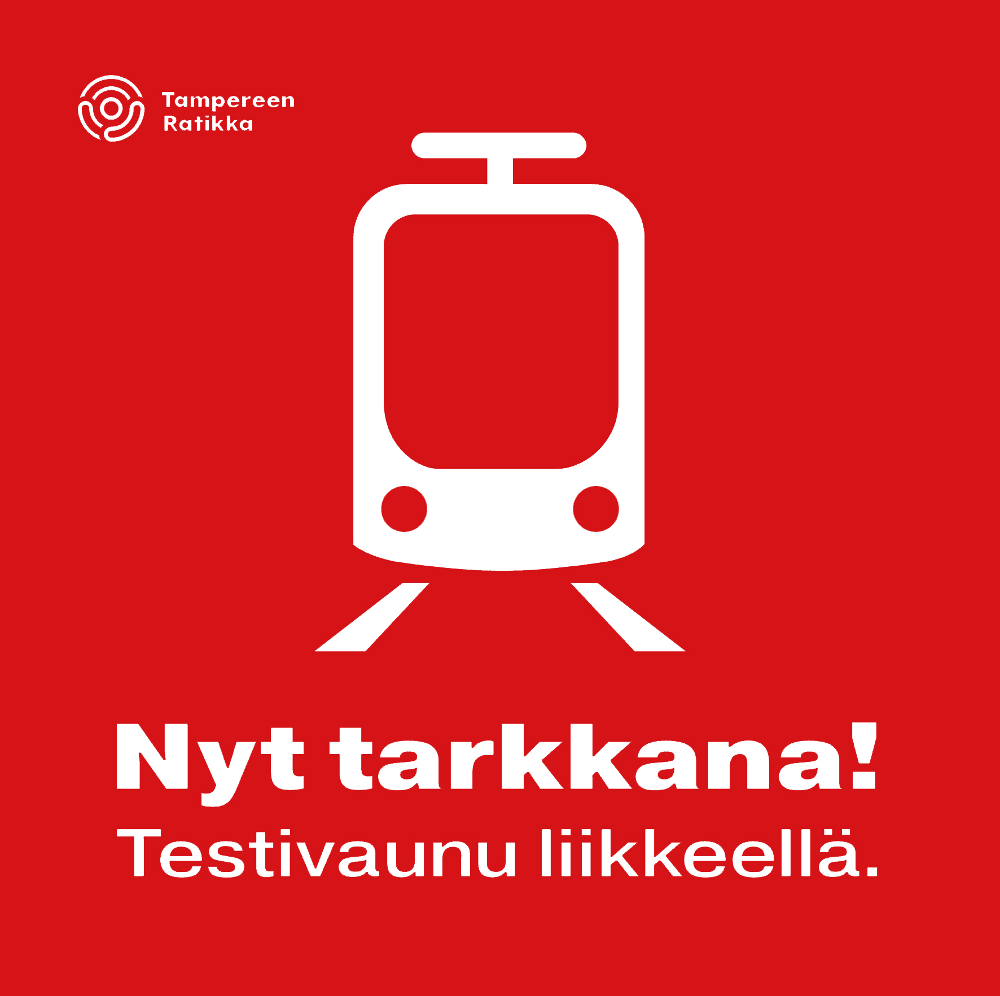 Tampereen
Ratikka
Nyt tarkkana!
Testivaunu liikkeellä.